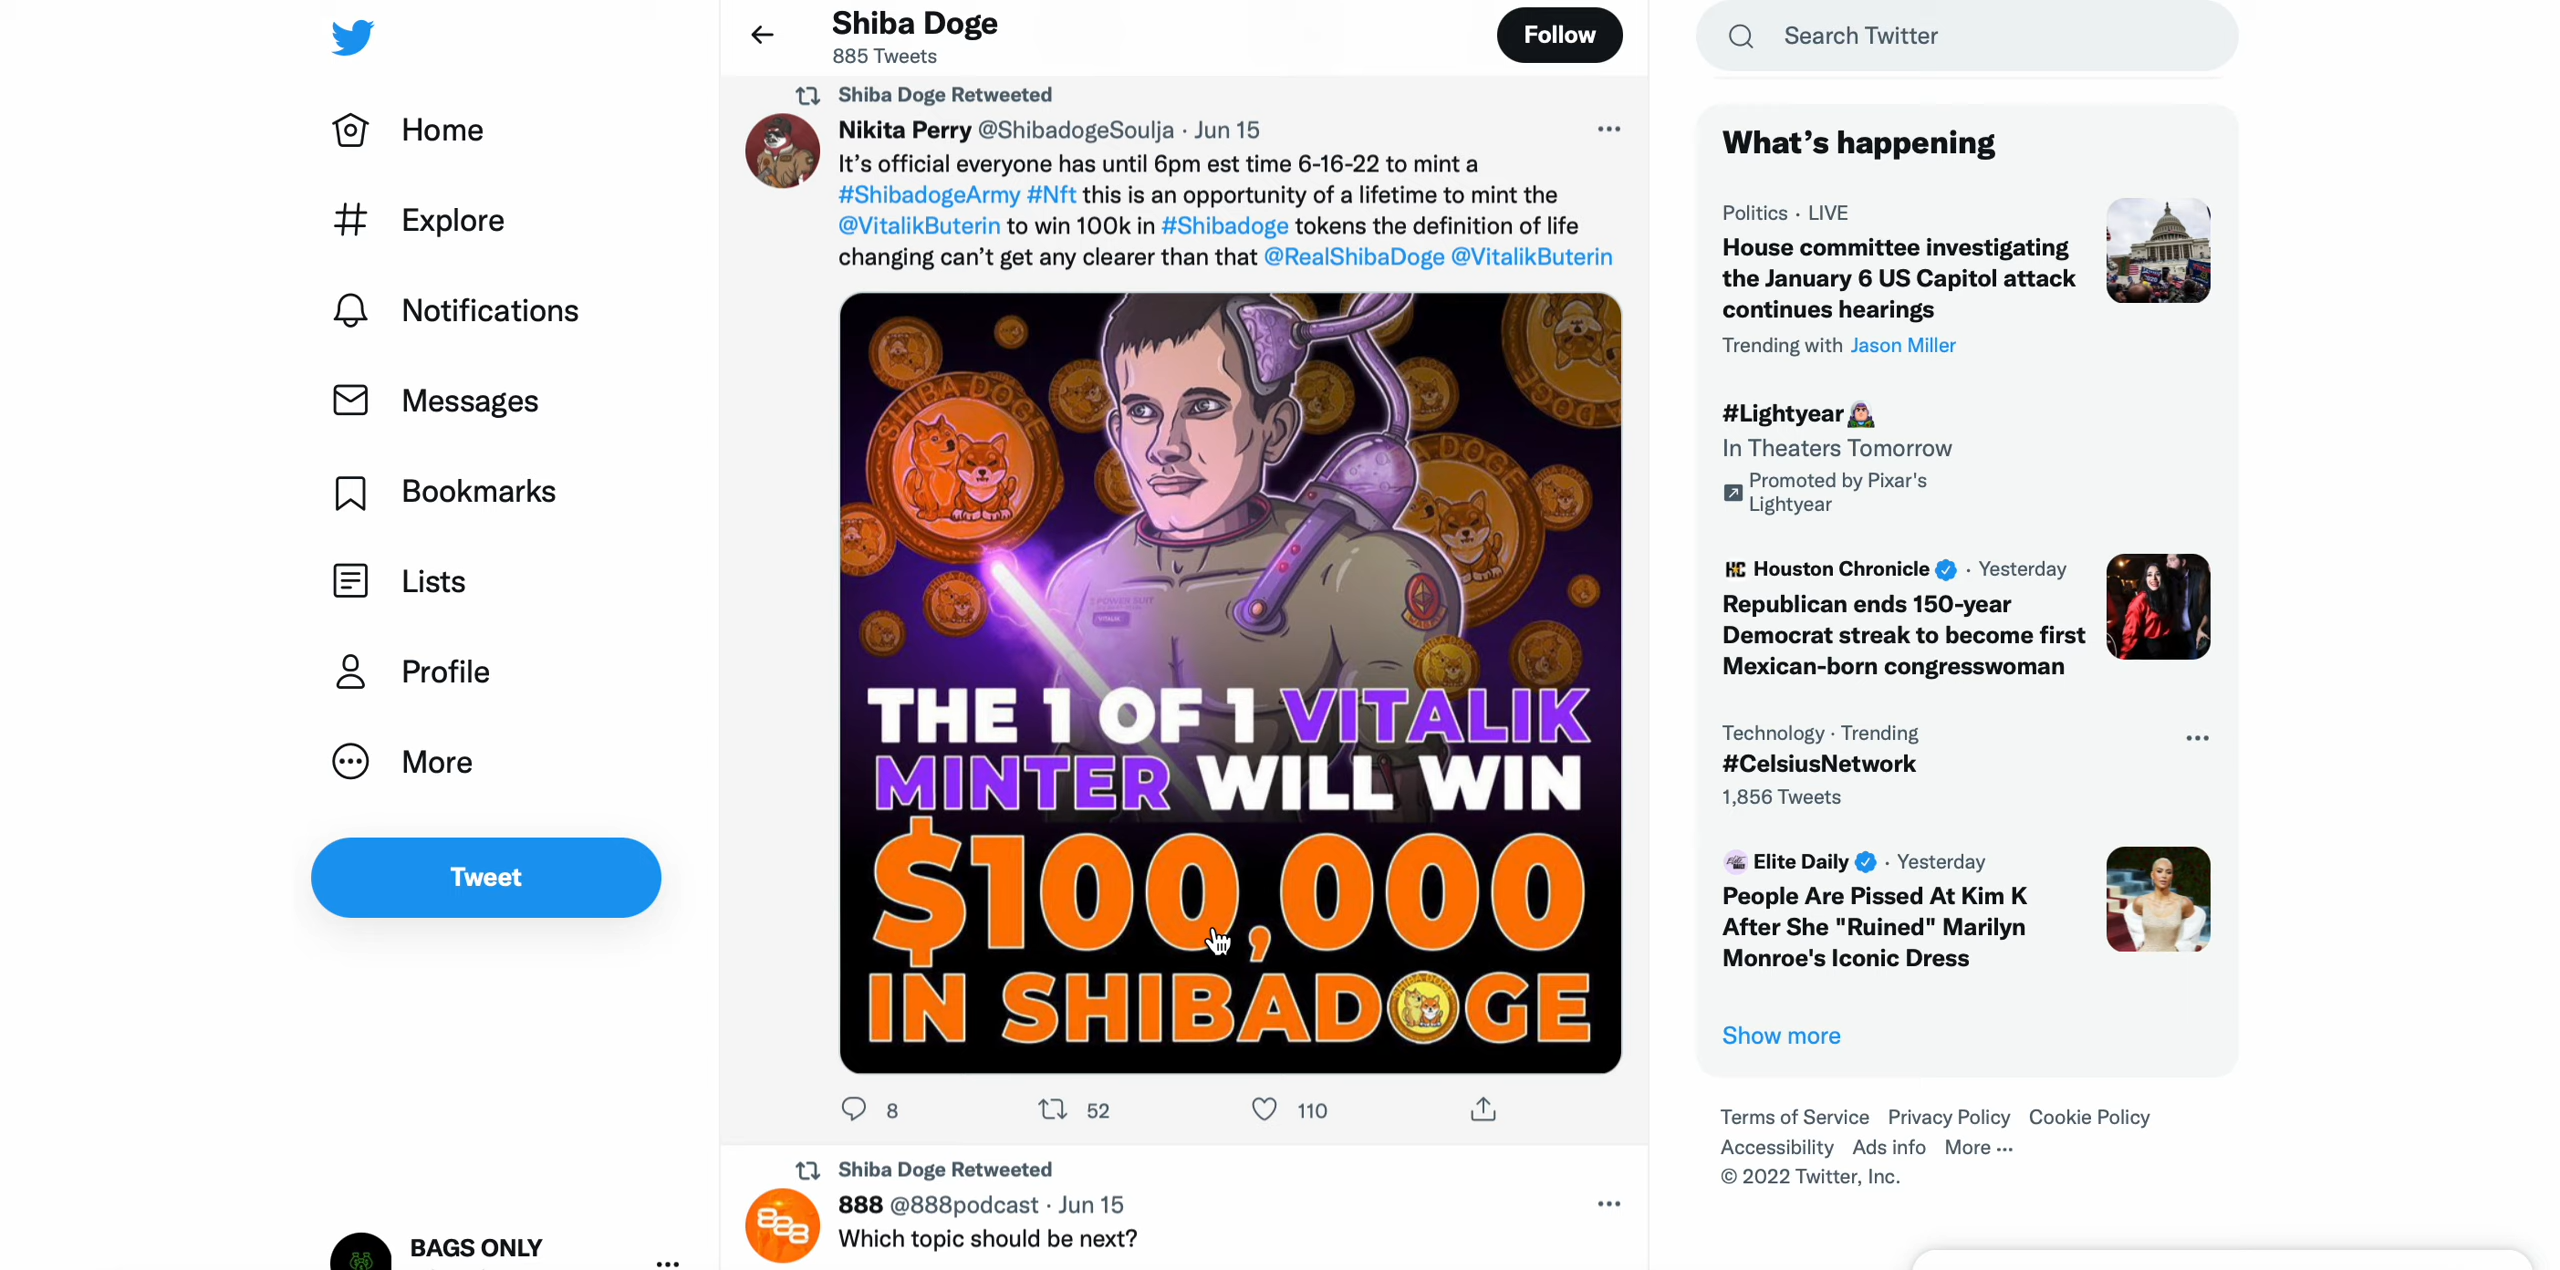 Shiba Doge
885 Tweets
Follow
Search Twitter
Home
Explore
Notifications
Messages
Bookmarks
Lists
Profile
More
Tweet
BAGS ONLY
Shiba Doge Retweeted
Nikita Perry @ShibadogeSoulja · Jun 15
It's official everyone has until 6pm est time 6-16-22 to mint a
#ShibadogeArmy #Nft this is an opportunity of a lifetime to mint the
@VitalikButerin to win 100k in #Shibadoge tokens the definition of life
changing can't get any clearer than that @RealShibaDoge @VitalikButerin
SHIBA DOGE
THE 1 OF 1 VITALIK
MINTER WILL WIN
$100,000
IN SHIBADOGE
8
52
110
Shiba Doge Retweeted
888 @888podcast · Jun 15
Which topic should be next?
888
What's happening
Politics · LIVE
House committee investigating
the January 6 US Capitol attack
continues hearings
Trending with Jason Miller
#Lightyear
In Theaters Tomorrow
Promoted by Pixar's
Lightyear
HC Houston Chronicle · Yesterday
Republican ends 150-year
Democrat streak to become first
Mexican-born congresswoman
Technology · Trending
#CelsiusNetwork
1,856 Tweets
Elite Daily · Yesterday
People Are Pissed At Kim K
After She "Ruined" Marilyn
Monroe's Iconic Dress
Show more
Terms of Service Privacy Policy Cookie Policy
Accessibility Ads info More ···
© 2022 Twitter, Inc.